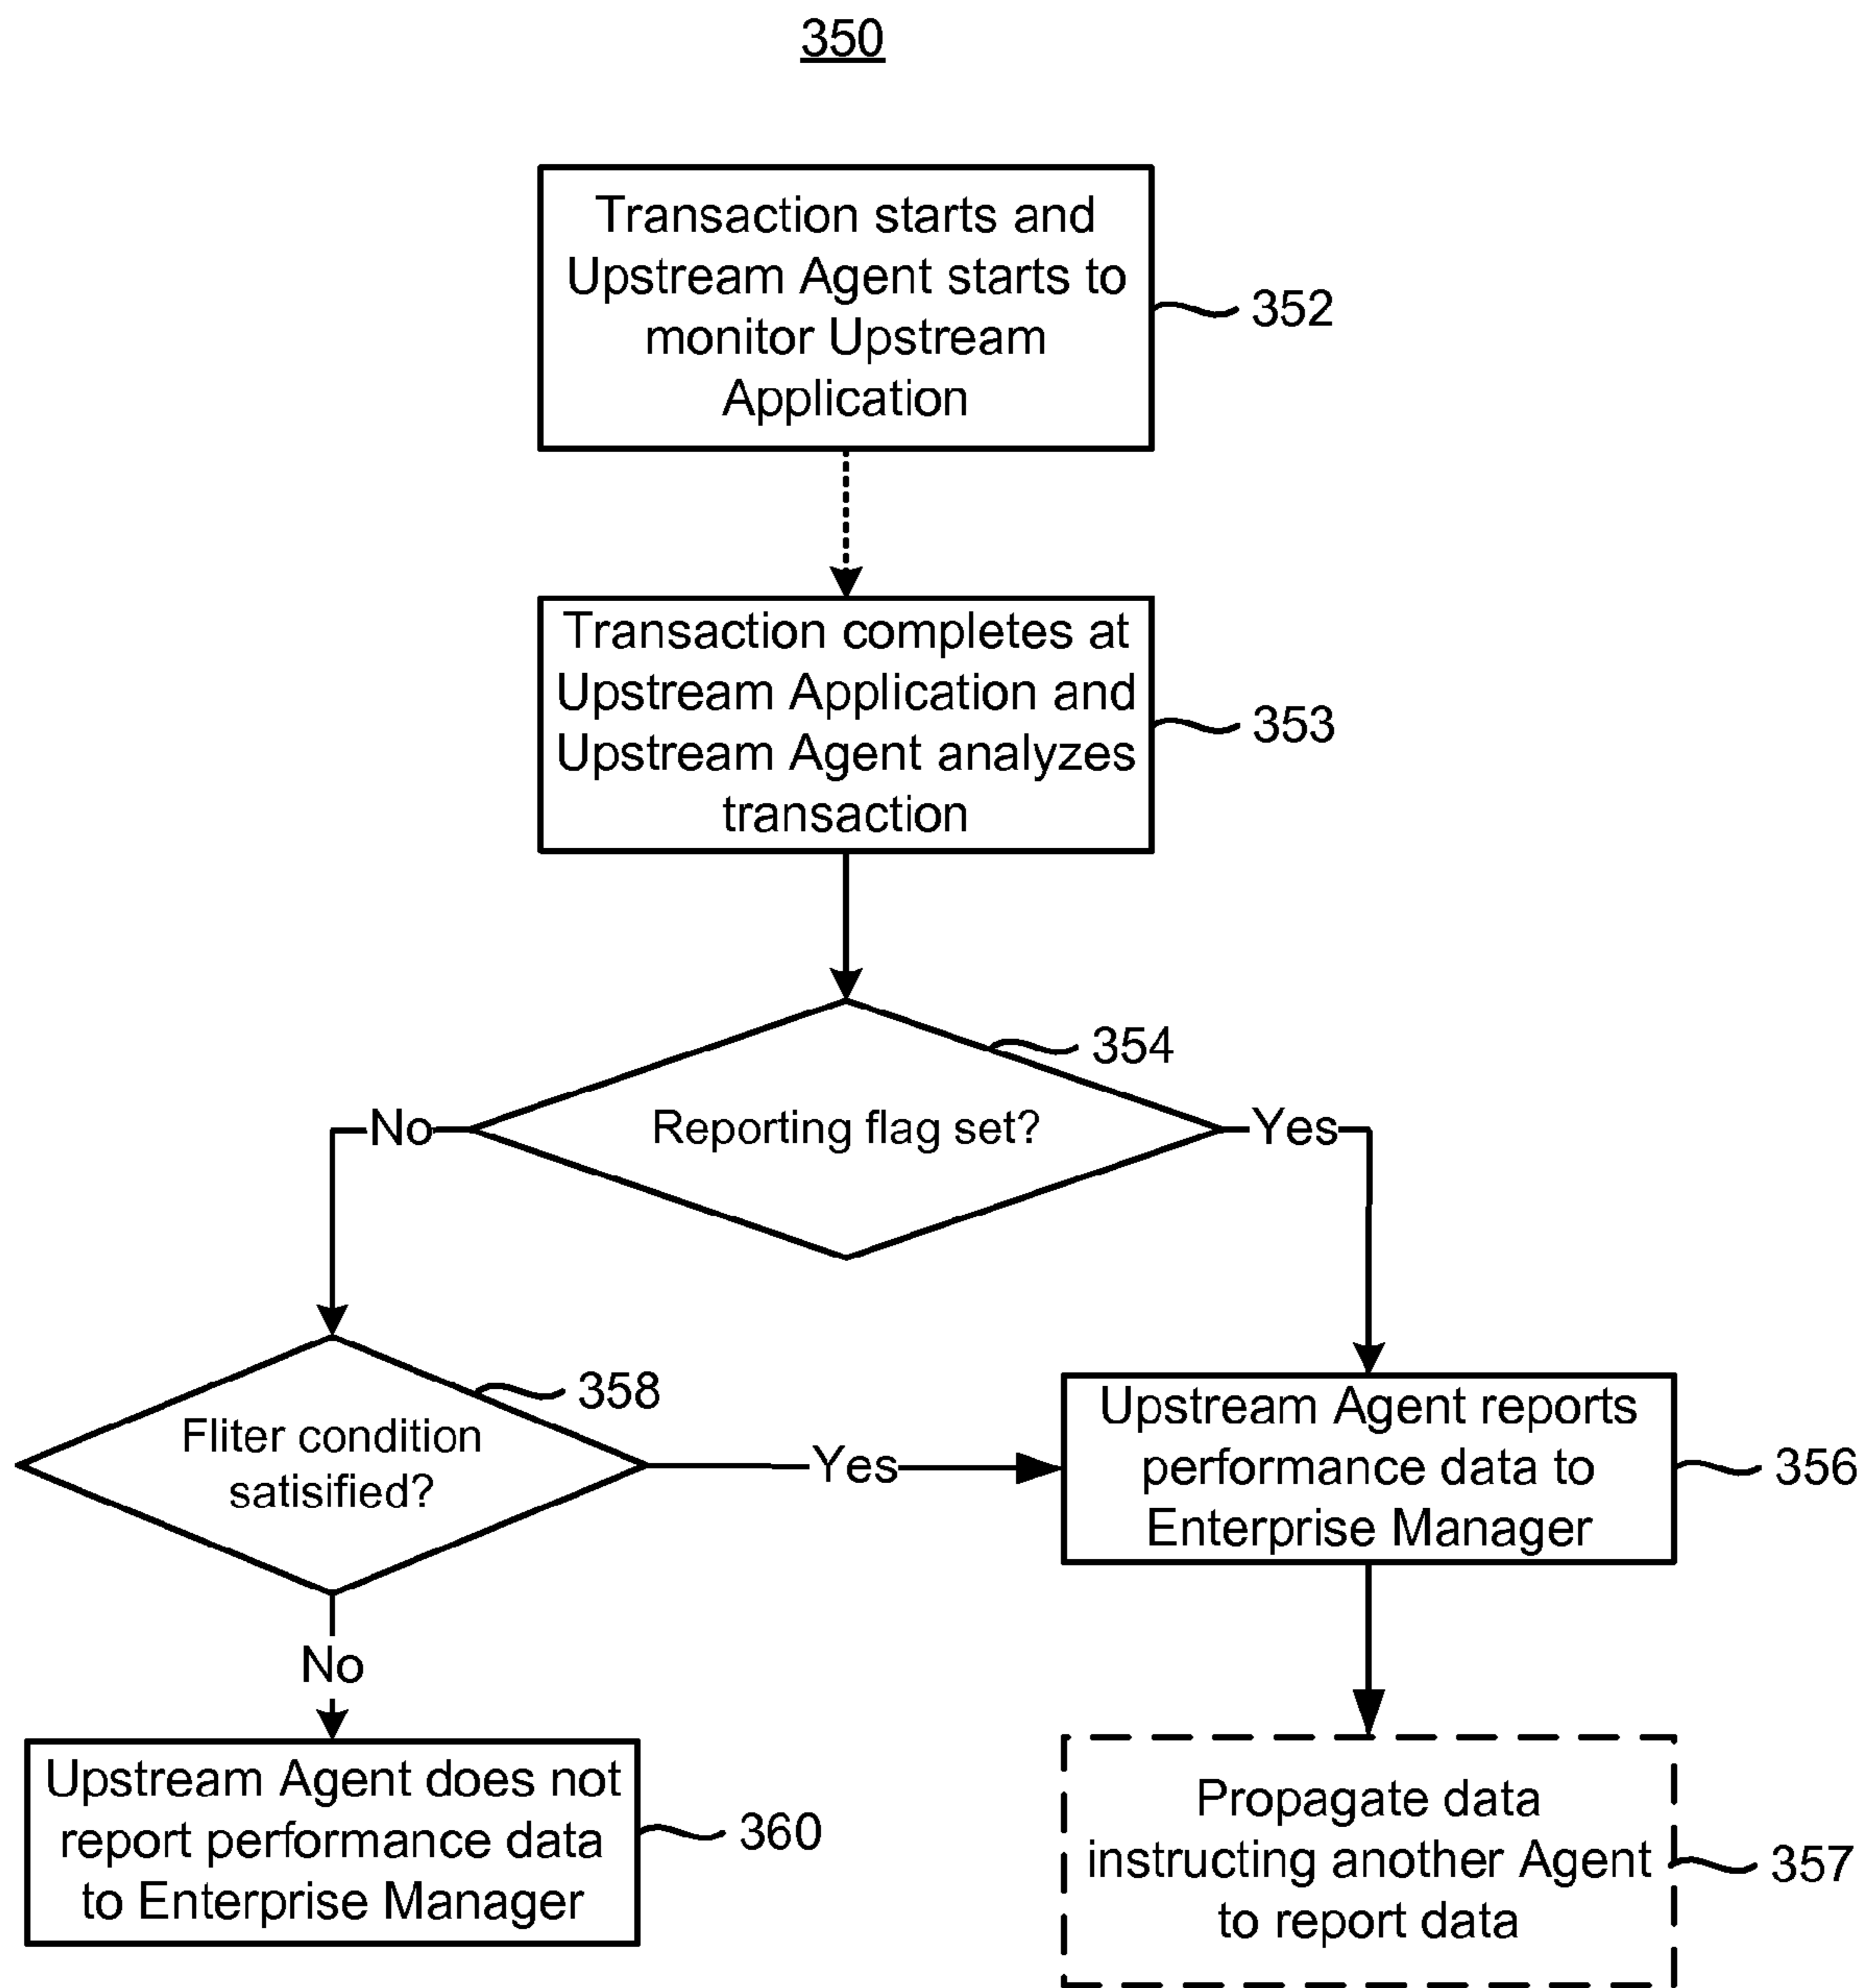 350
Transaction starts and
Upstream Agent starts to
monitor Upstream
Application
352
Transaction completes at
Upstream Application and
Upstream Agent analyzes
transaction
353
354
Reporting flag set?
No
Yes
358
Fliter condition
satisified?
Yes
Upstream Agent reports
performance data to
Enterprise Manager
356
No
Upstream Agent does not
report performance data
to Enterprise Manager
360
Propagate data
instructing another Agent
to report data
357